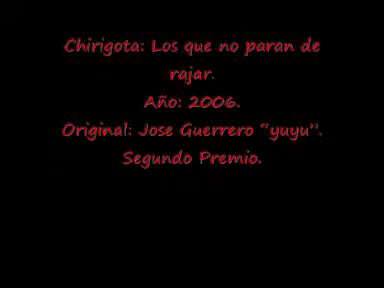 Chirigota: Los que no paran de
rajar.
Año: 2006.
Original: Jose Guerrero “yuyu”.
Segundo Premio.